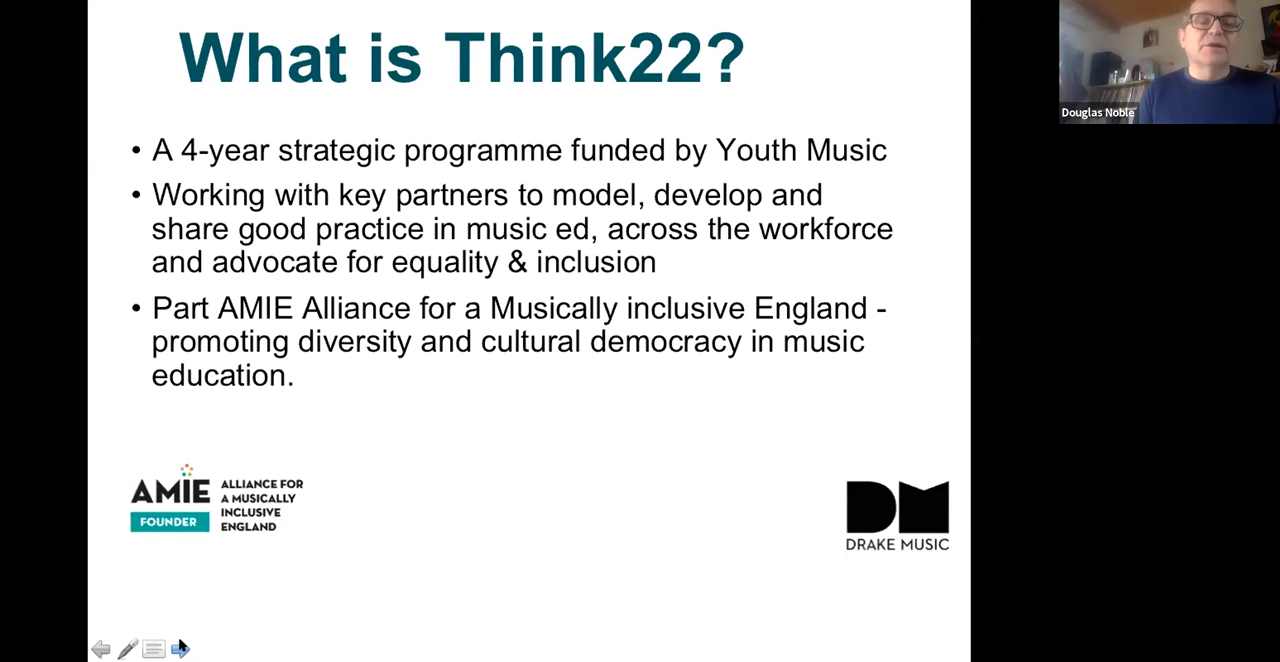 What is Think22?
• A 4-year strategic programme funded by Youth Music
• Working with key partners to model, develop and
share good practice in music ed, across the workforce
and advocate for equality & inclusion
• Part AMIE Alliance for a Musically inclusive England -
promoting diversity and cultural democracy in music
education.
AMIE
FOUNDER
ALLIANCE FOR
A MUSICALLY
INCLUSIVE
ENGLAND
DM
DRAKE MUSIC
Douglas Noble